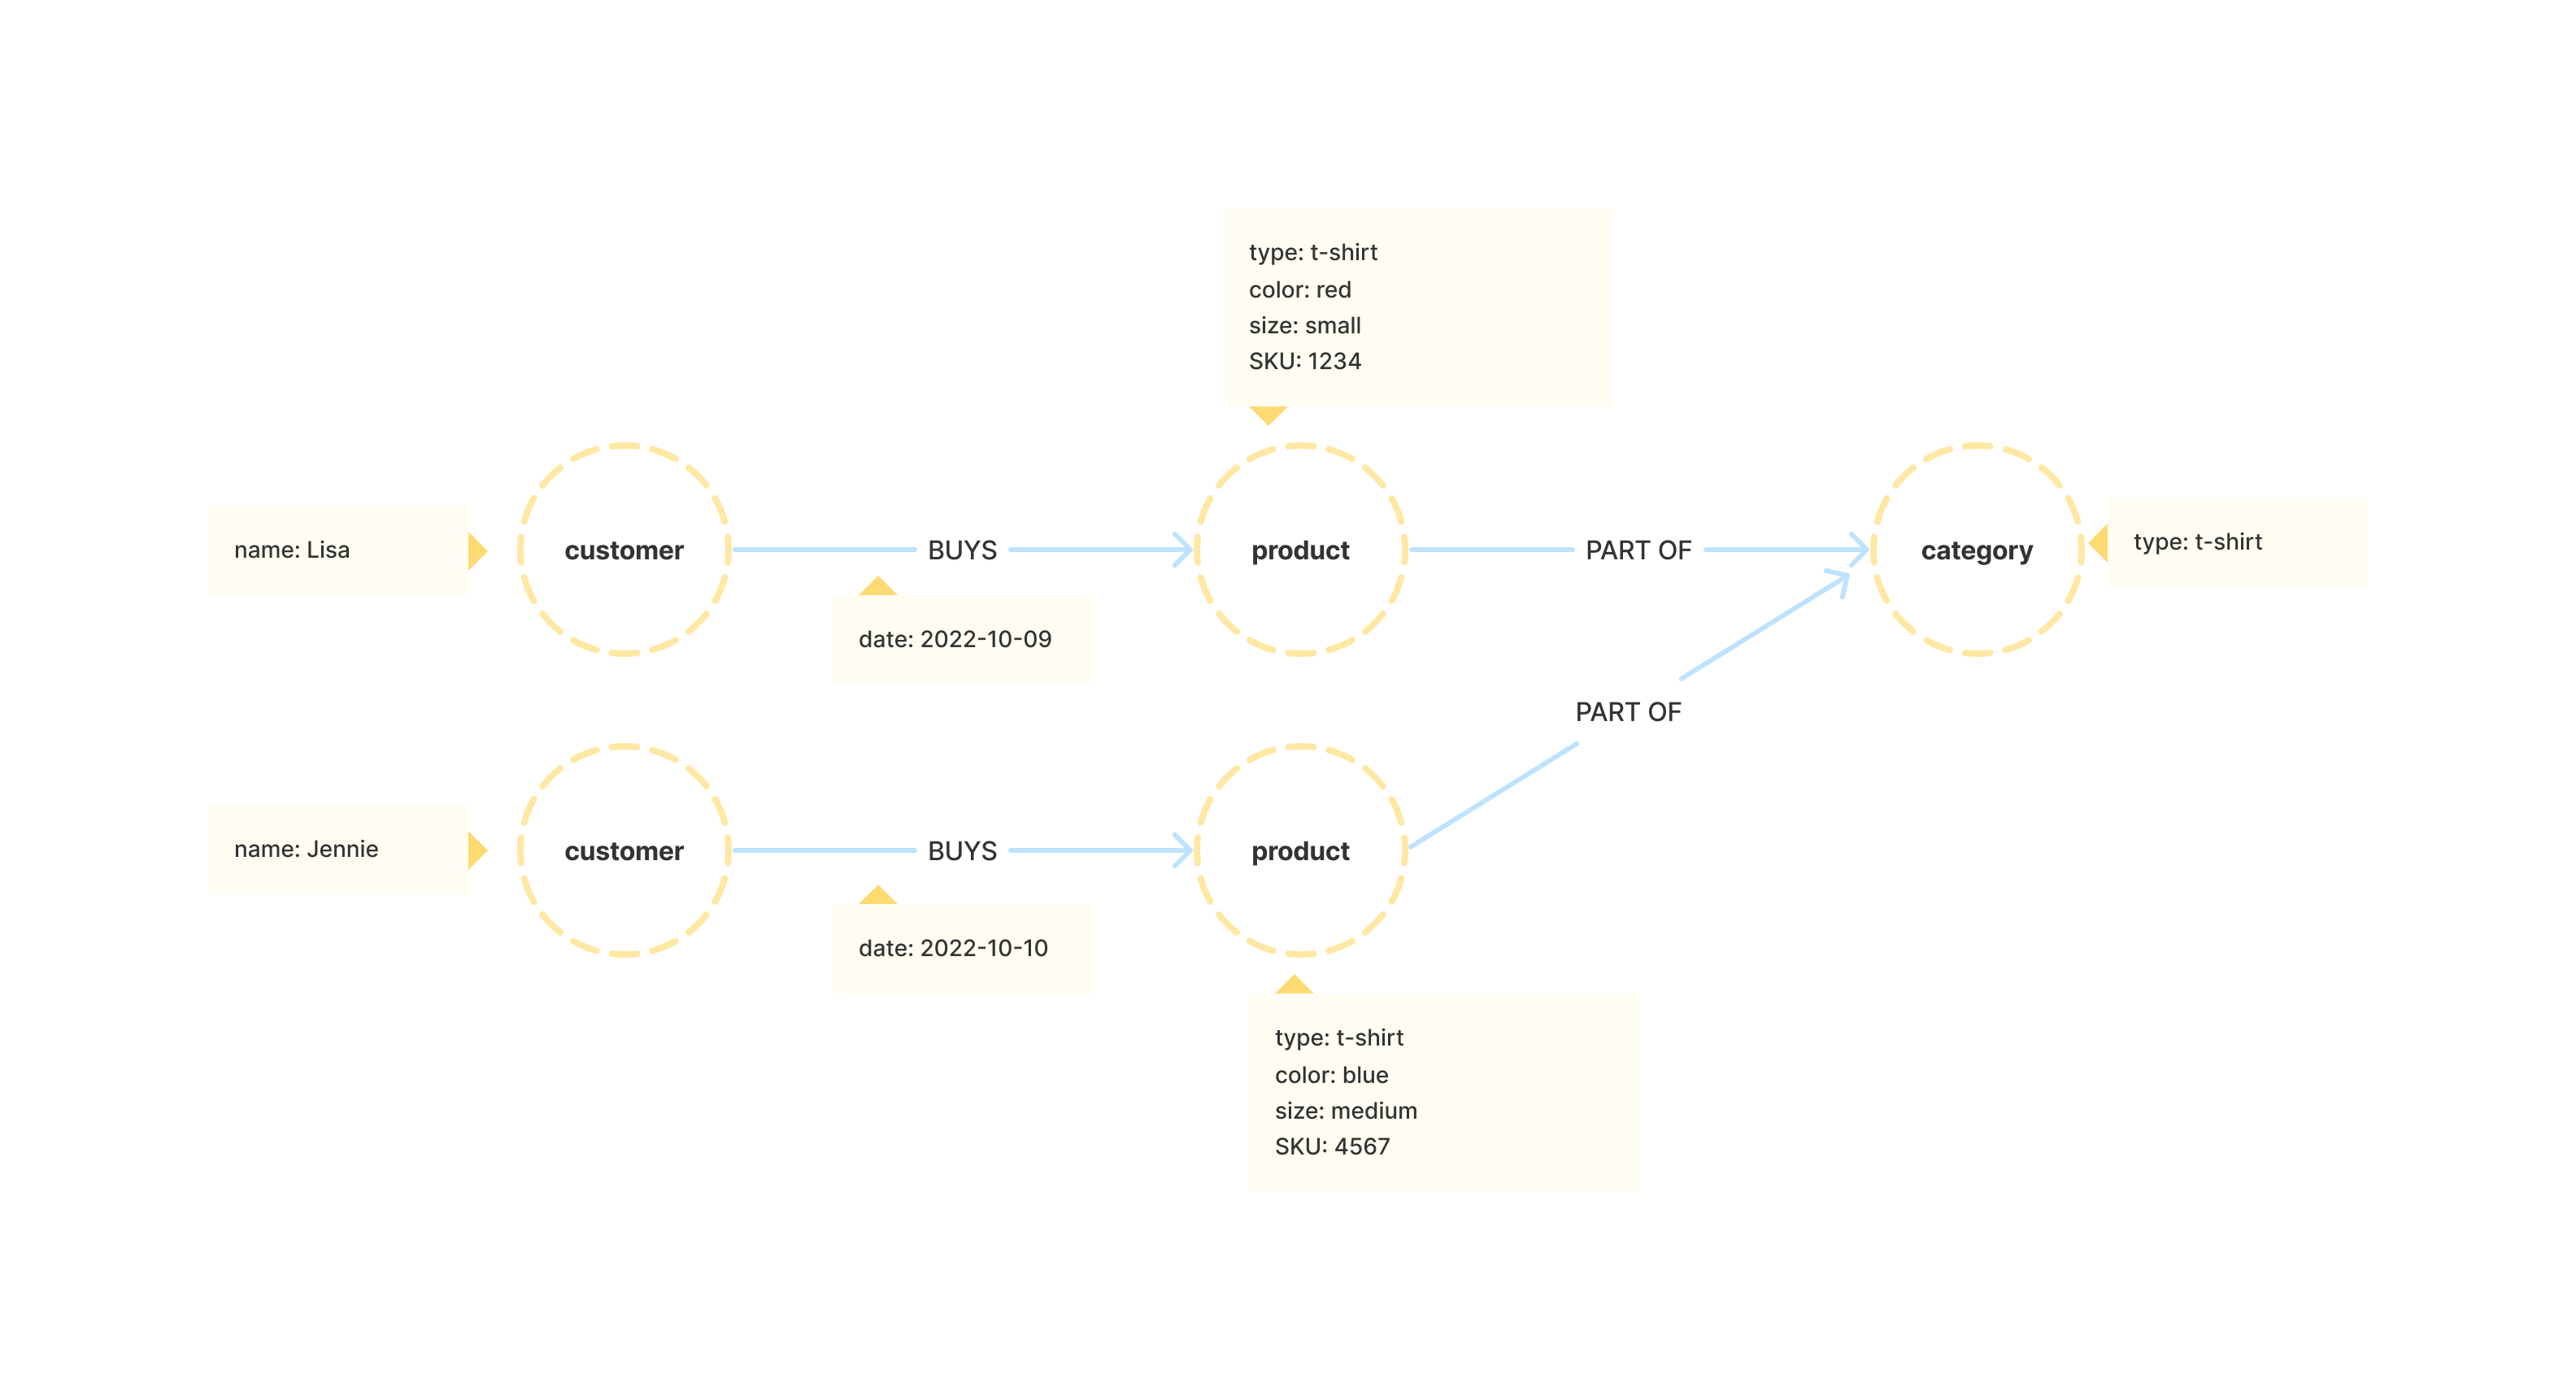 type: t-shirt
color: red
size: small
SKU: 1234
name: Lisa
customer
BUYS
product
PART OF
category
type: t-shirt
date: 2022-10-09
PART OF
name: Jennie
customer
BUYS
product
date: 2022-10-10
type: t-shirt
color: blue
size: medium
SKU: 4567